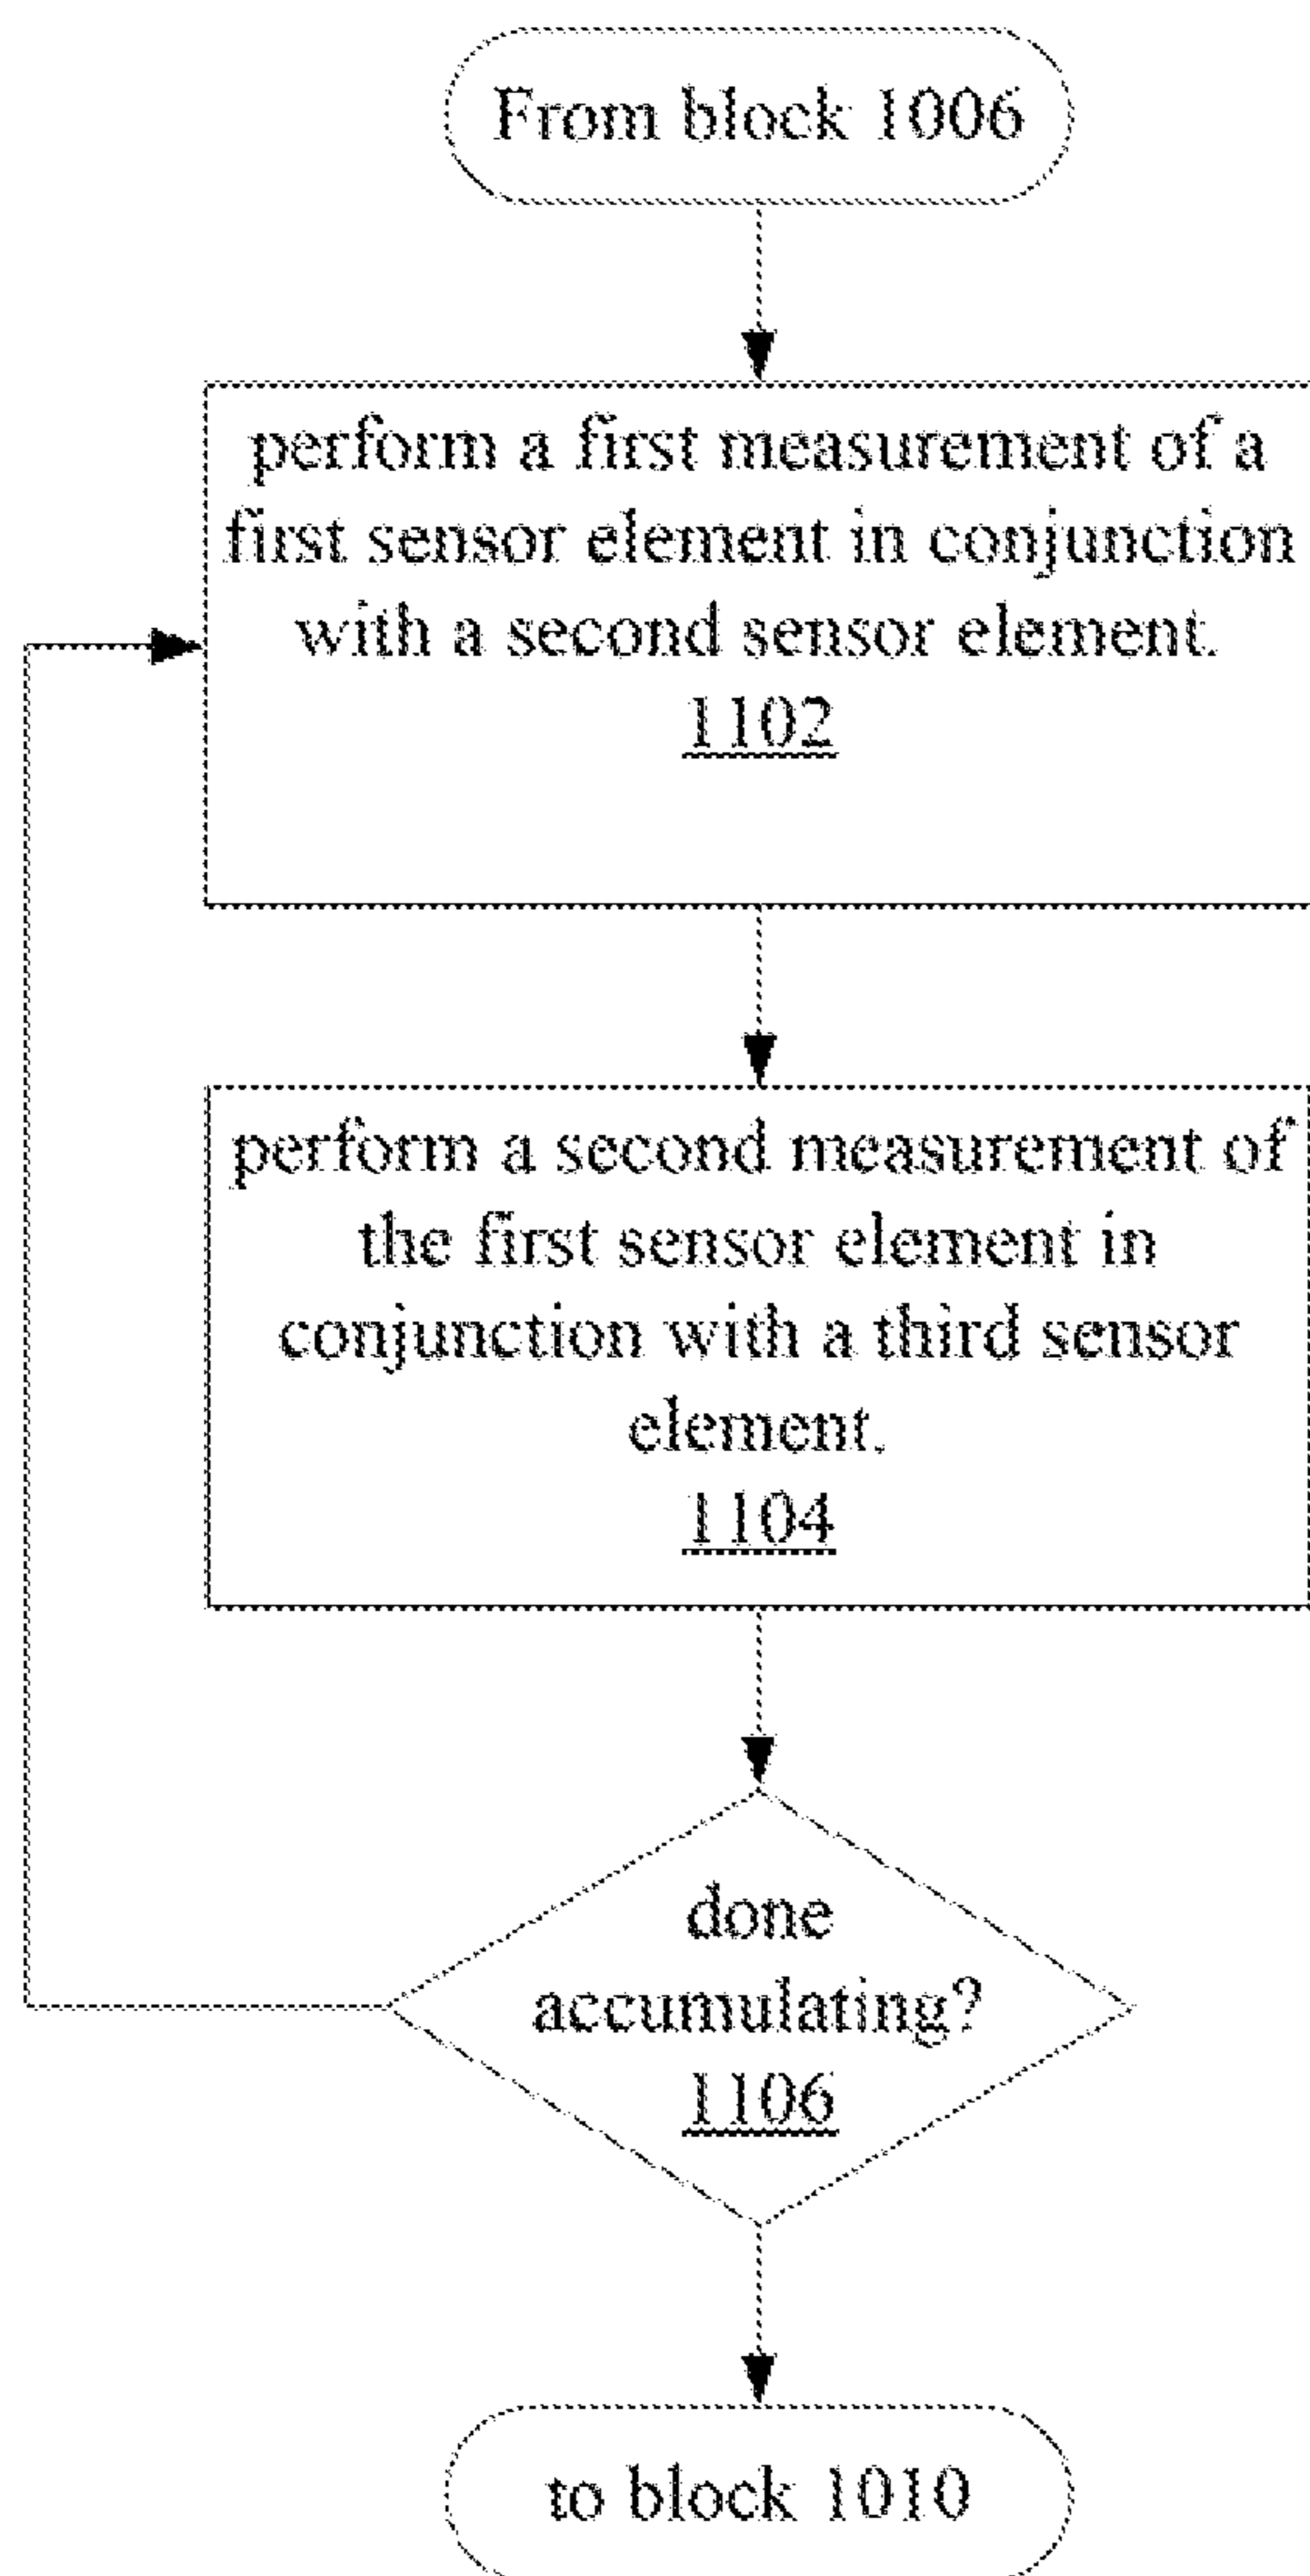 From block 1006
perform a first measurement of a
first sensor element in conjunction
with a second sensor element.
1102
perform a second measurement of
the first sensor element in
conjunction with a third sensor
element.
1104
done
accumulating?
1106
to block 1010